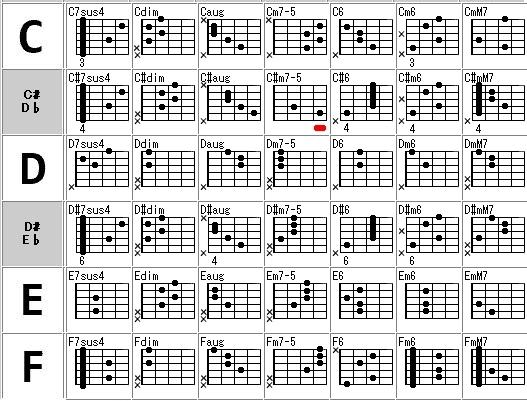 C C7sus4 Cdim Caug Cm7-5 C6 Cm6 CmM7
3 3
C# D♭ C#7sus4 C#dim C#aug C#m7-5 C#6 C#m6 C#mM7
4 4 4 4
D D7sus4 Ddim Daug Dm7-5 D6 Dm6 DmM7
D# E♭ D#7sus4 D#dim D#aug D#m7-5 D#6 D#m6 D#mM7
6 4 6
E E7sus4 Edim Eaug Em7-5 E6 Em6 EmM7
F F7sus4 Fdim Faug Fm7-5 F6 Fm6 FmM7